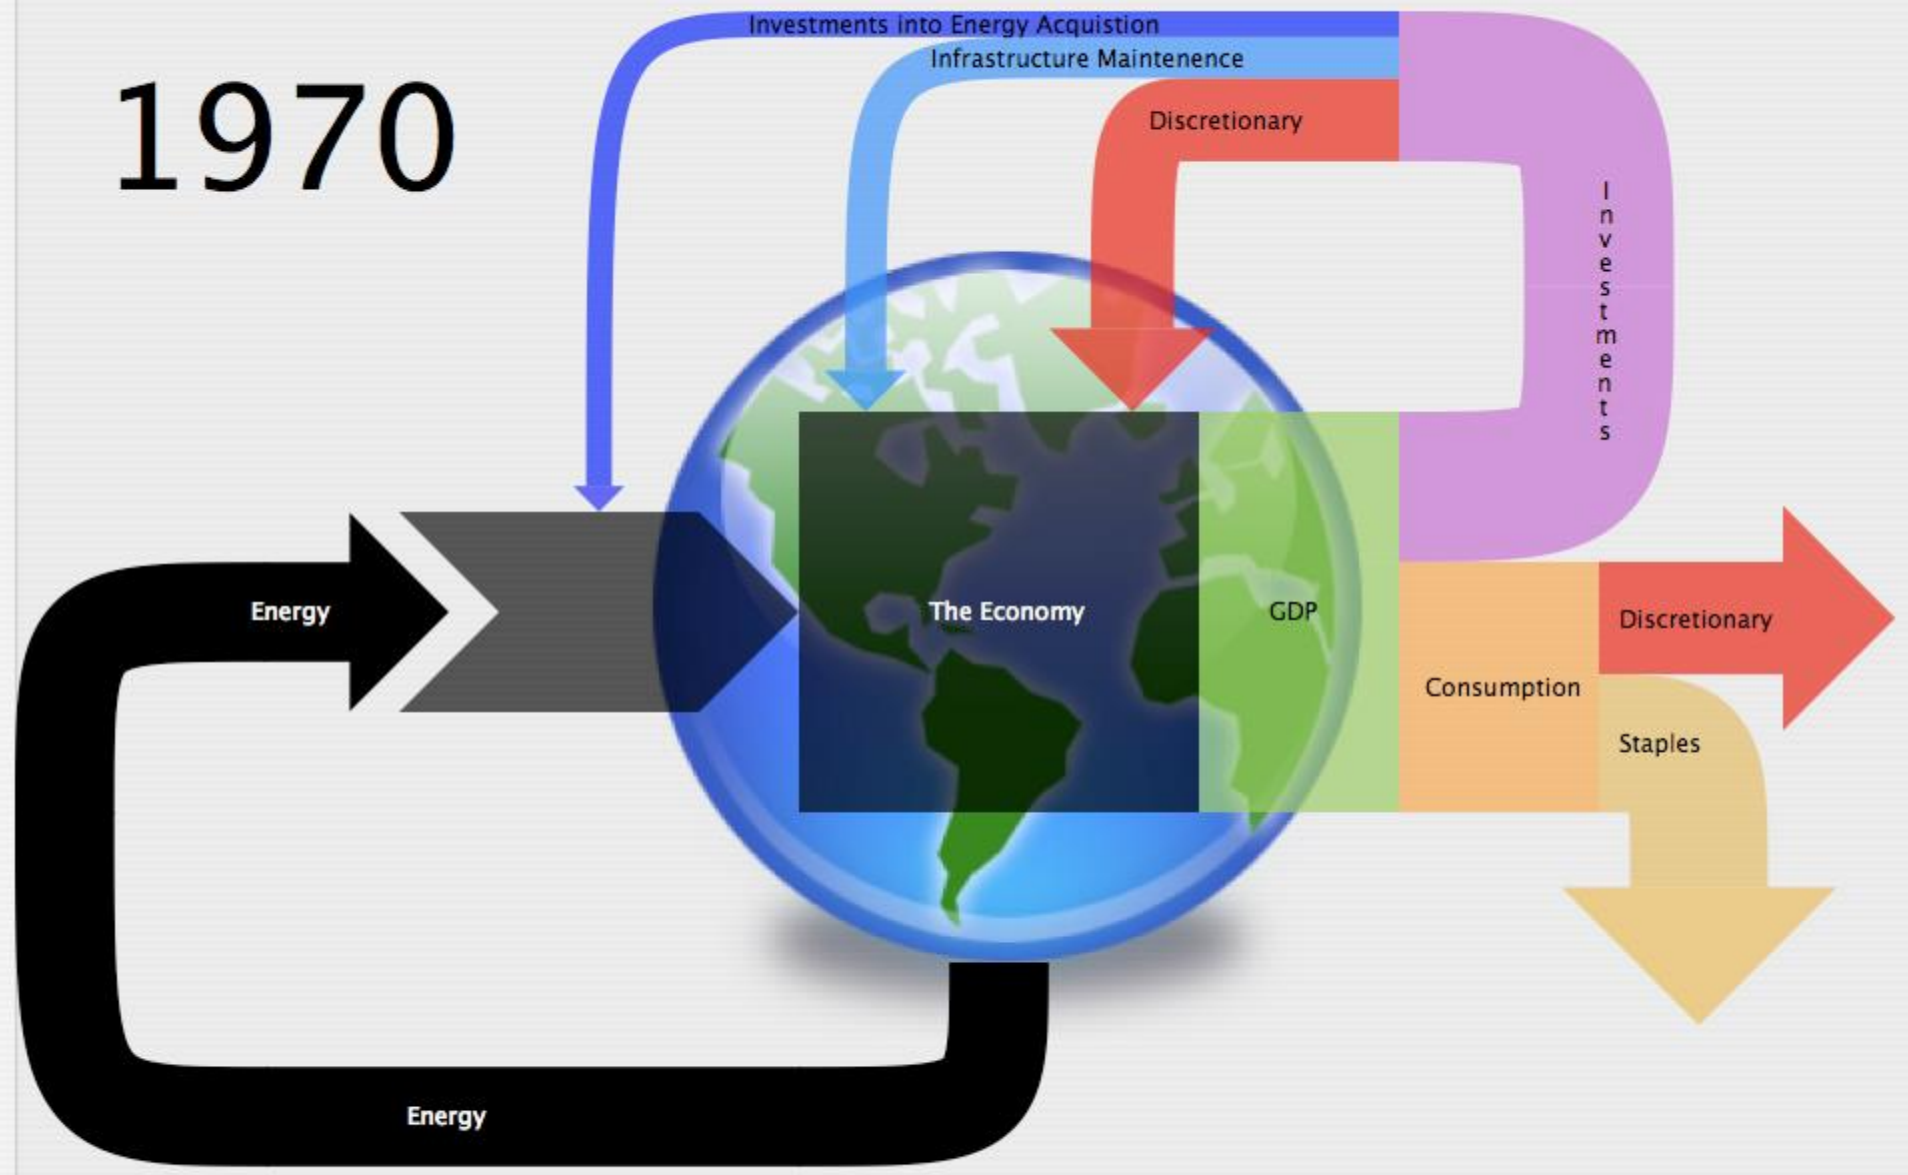 Investments into Energy Acquistion
Infrastructure Maintenence
1970
Discretionary
Investments
Energy
The Economy
GDP
Discretionary
Consumption
Staples
Energy